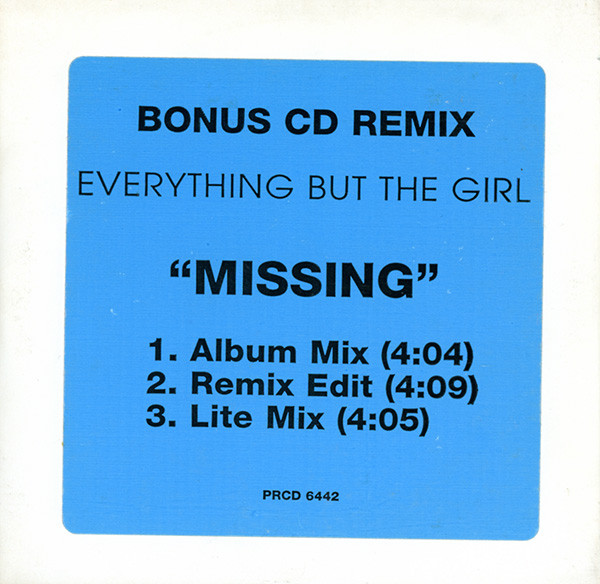 BONUS CD REMIX
EVERYTHING BUT THE GIRL
“MISSING”
1. Album Mix (4:04)
2. Remix Edit (4:09)
3. Lite Mix (4:05)
PRCD 6442